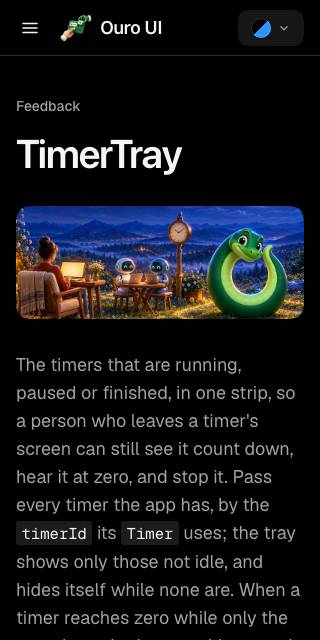 Ouro UI
Feedback
TimerTray
The timers that are running,
paused or finished, in one strip, so
a person who leaves a timer's
screen can still see it count down,
hear it at zero, and stop it. Pass
every timer the app has, by the
timerId its Timer uses; the tray
shows only those not idle, and
hides itself while none are. When a
timer reaches zero while only the